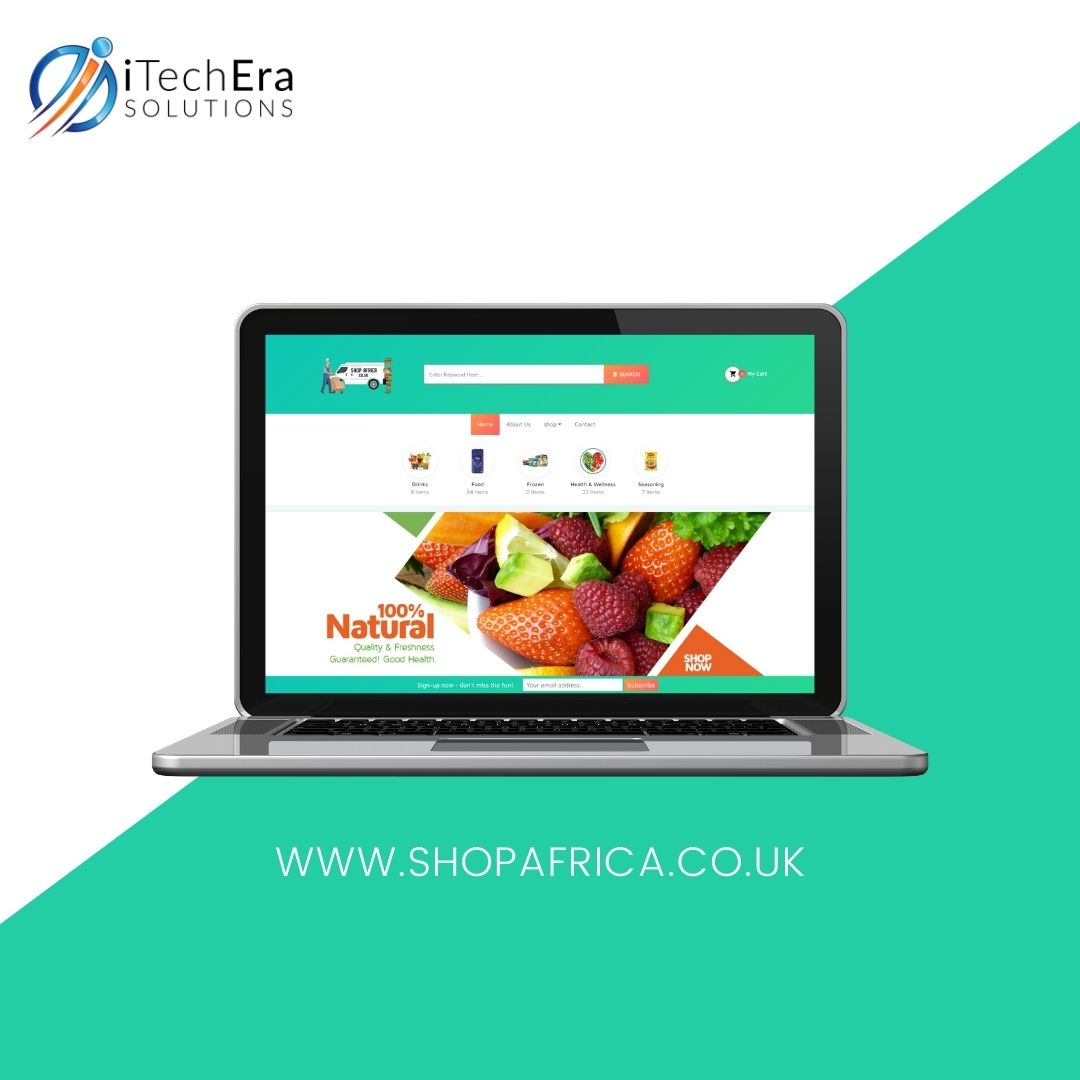 iTechEra
SOLUTIONS
SHOP AFRICA
.CO.UK
Enter Keyword Here ...
SEARCH
My Cart
Home About Us shop Contact
Drinks Food Frozen Health & Wellness Seasoning
8 items 64 items 0 items 22 items 7 items
100%
Natural
Quality & Freshness
Guaranteed! Good Health.
SHOP
NOW
Sign-up now - don't miss the fun! Your email address.. Subscribe
WWW.SHOPAFRICA.CO.UK